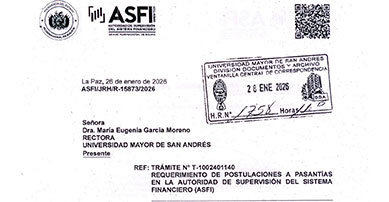 ASFI
AUTORIDAD DE SUPERVISIÓN
DEL SISTEMA FINANCIERO
La Paz, 26 de enero de 2026
ASFI/JRH/R-15873/2026
UNIVERSIDAD MAYOR DE SAN ANDRES
DIVISIÓN DOCUMENTOS Y ARCHIVO
VENTANILLA CENTRAL DE CORRESPONDENCIA
28 ENE 2026
H.R.Nº 1758 Hora
Señora
Dra. María Eugenia García Moreno
RECTORA
UNIVERSIDAD MAYOR DE SAN ANDRÉS
Presente
REF: TRÁMITE N° T-1002401140
REQUERIMIENTO DE POSTULACIONES A PASANTÍAS
EN LA AUTORIDAD DE SUPERVISIÓN DEL SISTEMA
FINANCIERO (ASFI)